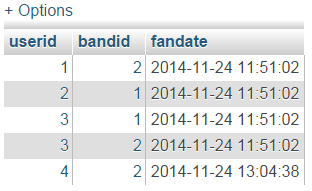 + Options
userid bandid fandate
1 2 2014-11-24 11:51:02
2 1 2014-11-24 11:51:02
3 1 2014-11-24 11:51:02
3 2 2014-11-24 11:51:02
4 2 2014-11-24 13:04:38